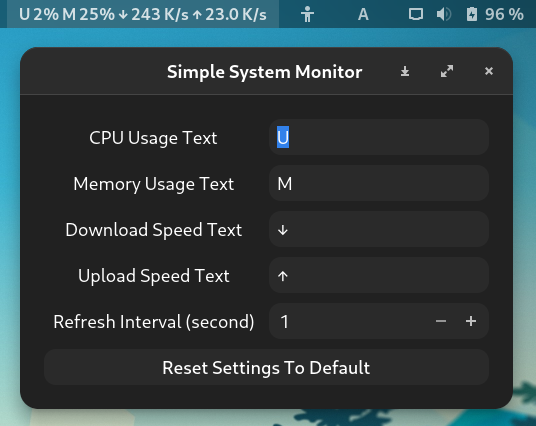 U 2% M 25% ↓ 243 K/s ↑ 23.0 K/s A 96 %
Simple System Monitor
CPU Usage Text U
Memory Usage Text M
Download Speed Text ↓
Upload Speed Text ↑
Refresh Interval (second) 1 − +
Reset Settings To Default